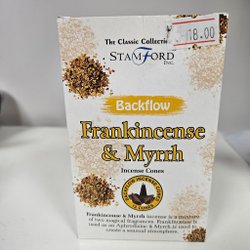 The Classic Collection
STAMFORD
INC.
18.00
Backflow
Frankincense
& Myrrh
Incense Cones
Frankincense & Myrrh incense is a mixture
of two magical fragrances. Frankincense is
used as an Aphrodisiac & Myrrh is used to
create a sensual atmosphere.